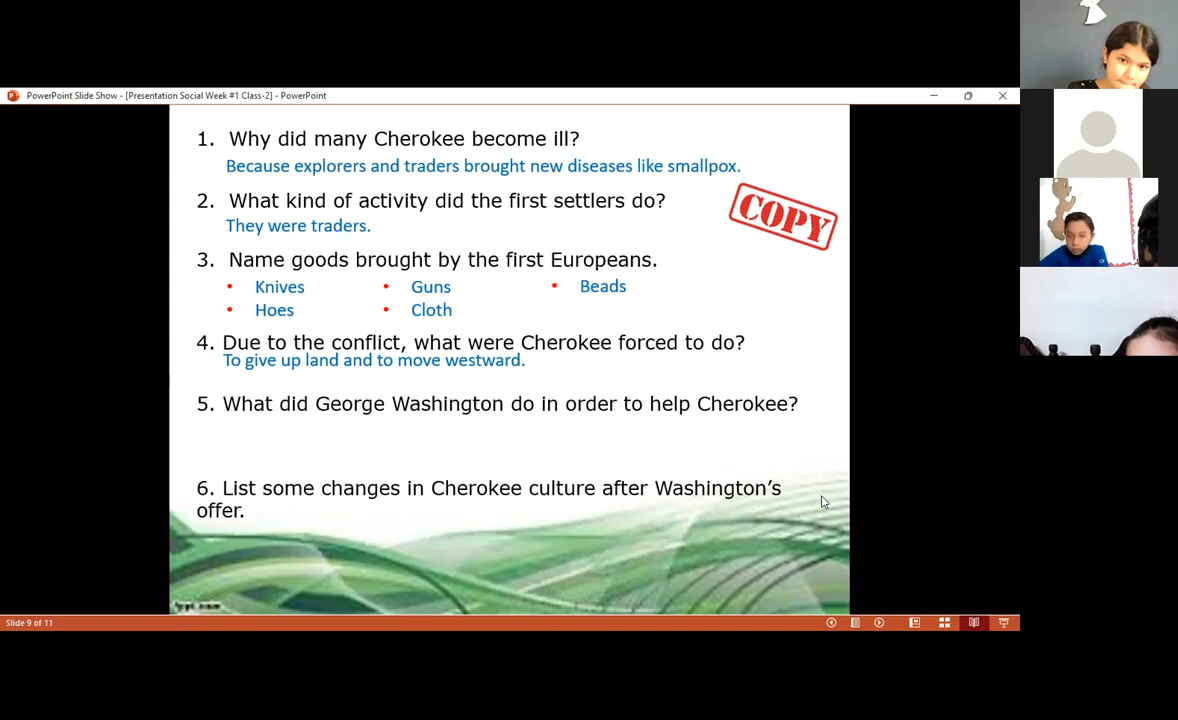 PowerPoint Slide Show - [Presentation Social Week #1 Class-2] - PowerPoint
1. Why did many Cherokee become ill?
Because explorers and traders brought new diseases like smallpox.
2. What kind of activity did the first settlers do?
COPY
They were traders.
3. Name goods brought by the first Europeans.
• Knives • Guns • Beads
• Hoes • Cloth
4. Due to the conflict, what were Cherokee forced to do?
To give up land and to move westward.
5. What did George Washington do in order to help Cherokee?
6. List some changes in Cherokee culture after Washington's
offer.
Slide 9 of 11